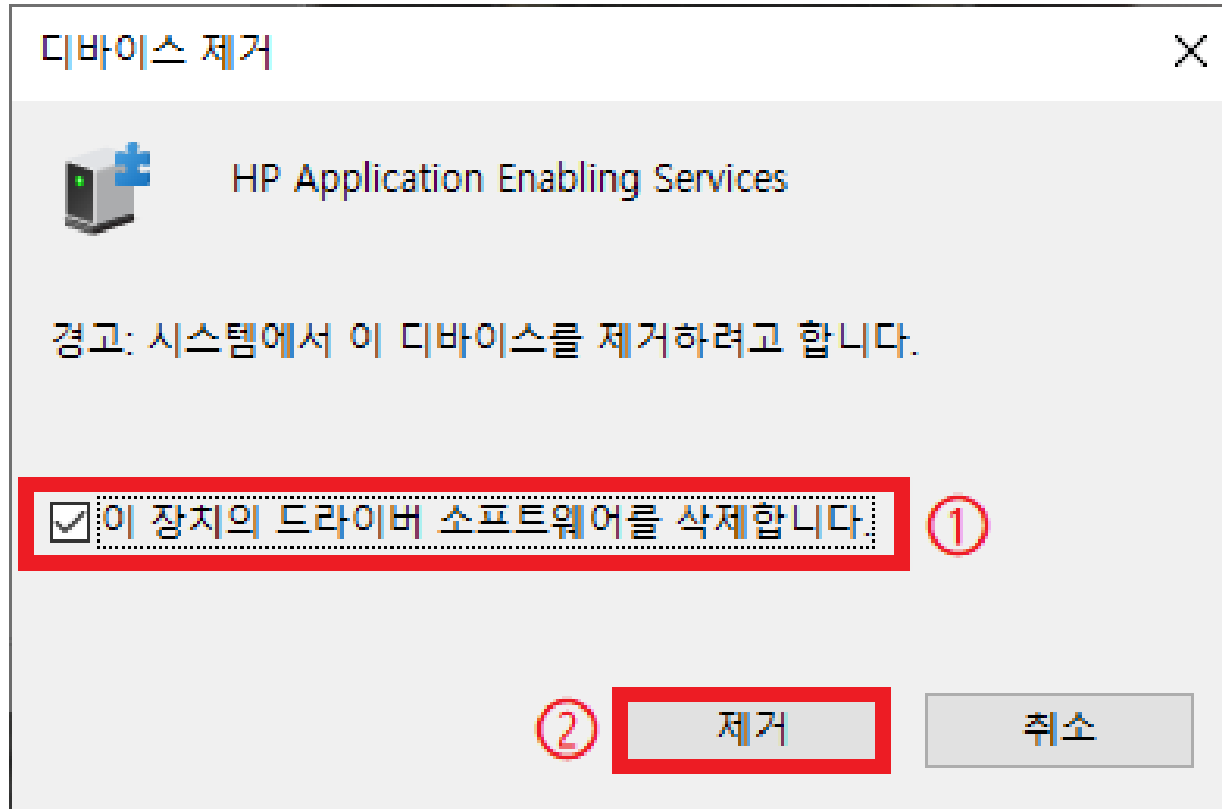 디바이스 제거
HP Application Enabling Services
경고: 시스템에서 이 디바이스를 제거하려고 합니다.
이 장치의 드라이버 소프트웨어를 삭제합니다. ①
② 제거 취소